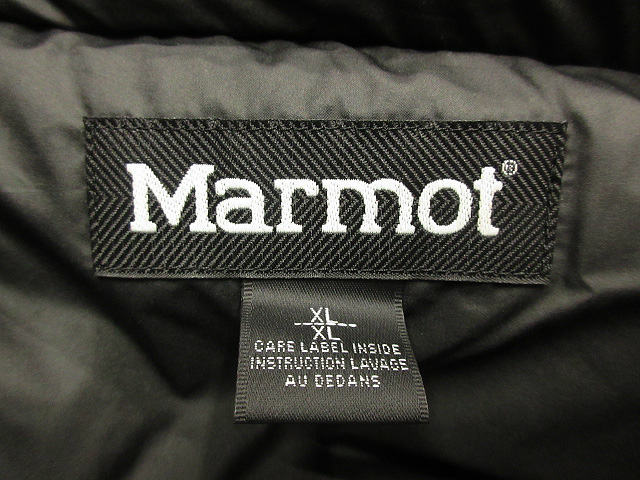 Marmot®
XL
XL
CARE LABEL INSIDE
INSTRUCTION LAVAGE
AU DEDANS